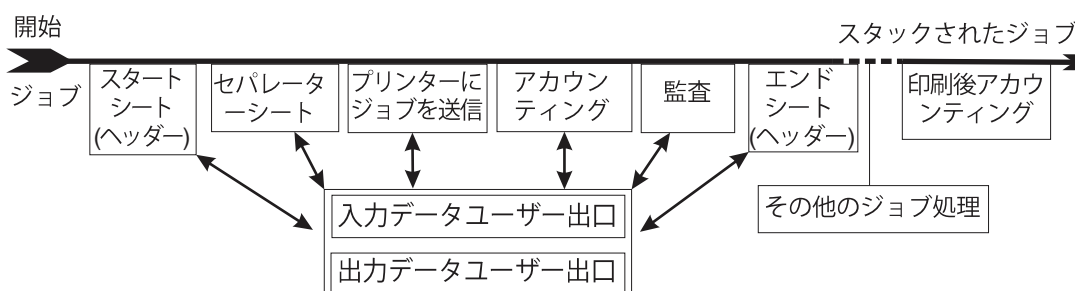 開始
スタックされたジョブ
ジョブ
スタート
シート
(ヘッダー)
セパレータ
ーシート
プリンターに
ジョブを送信
アカウン
ティング
監査
エンド
シート
(ヘッダー)
印刷後アカウ
ンティング
その他のジョブ処理
入力データユーザー出口
出力データユーザー出口